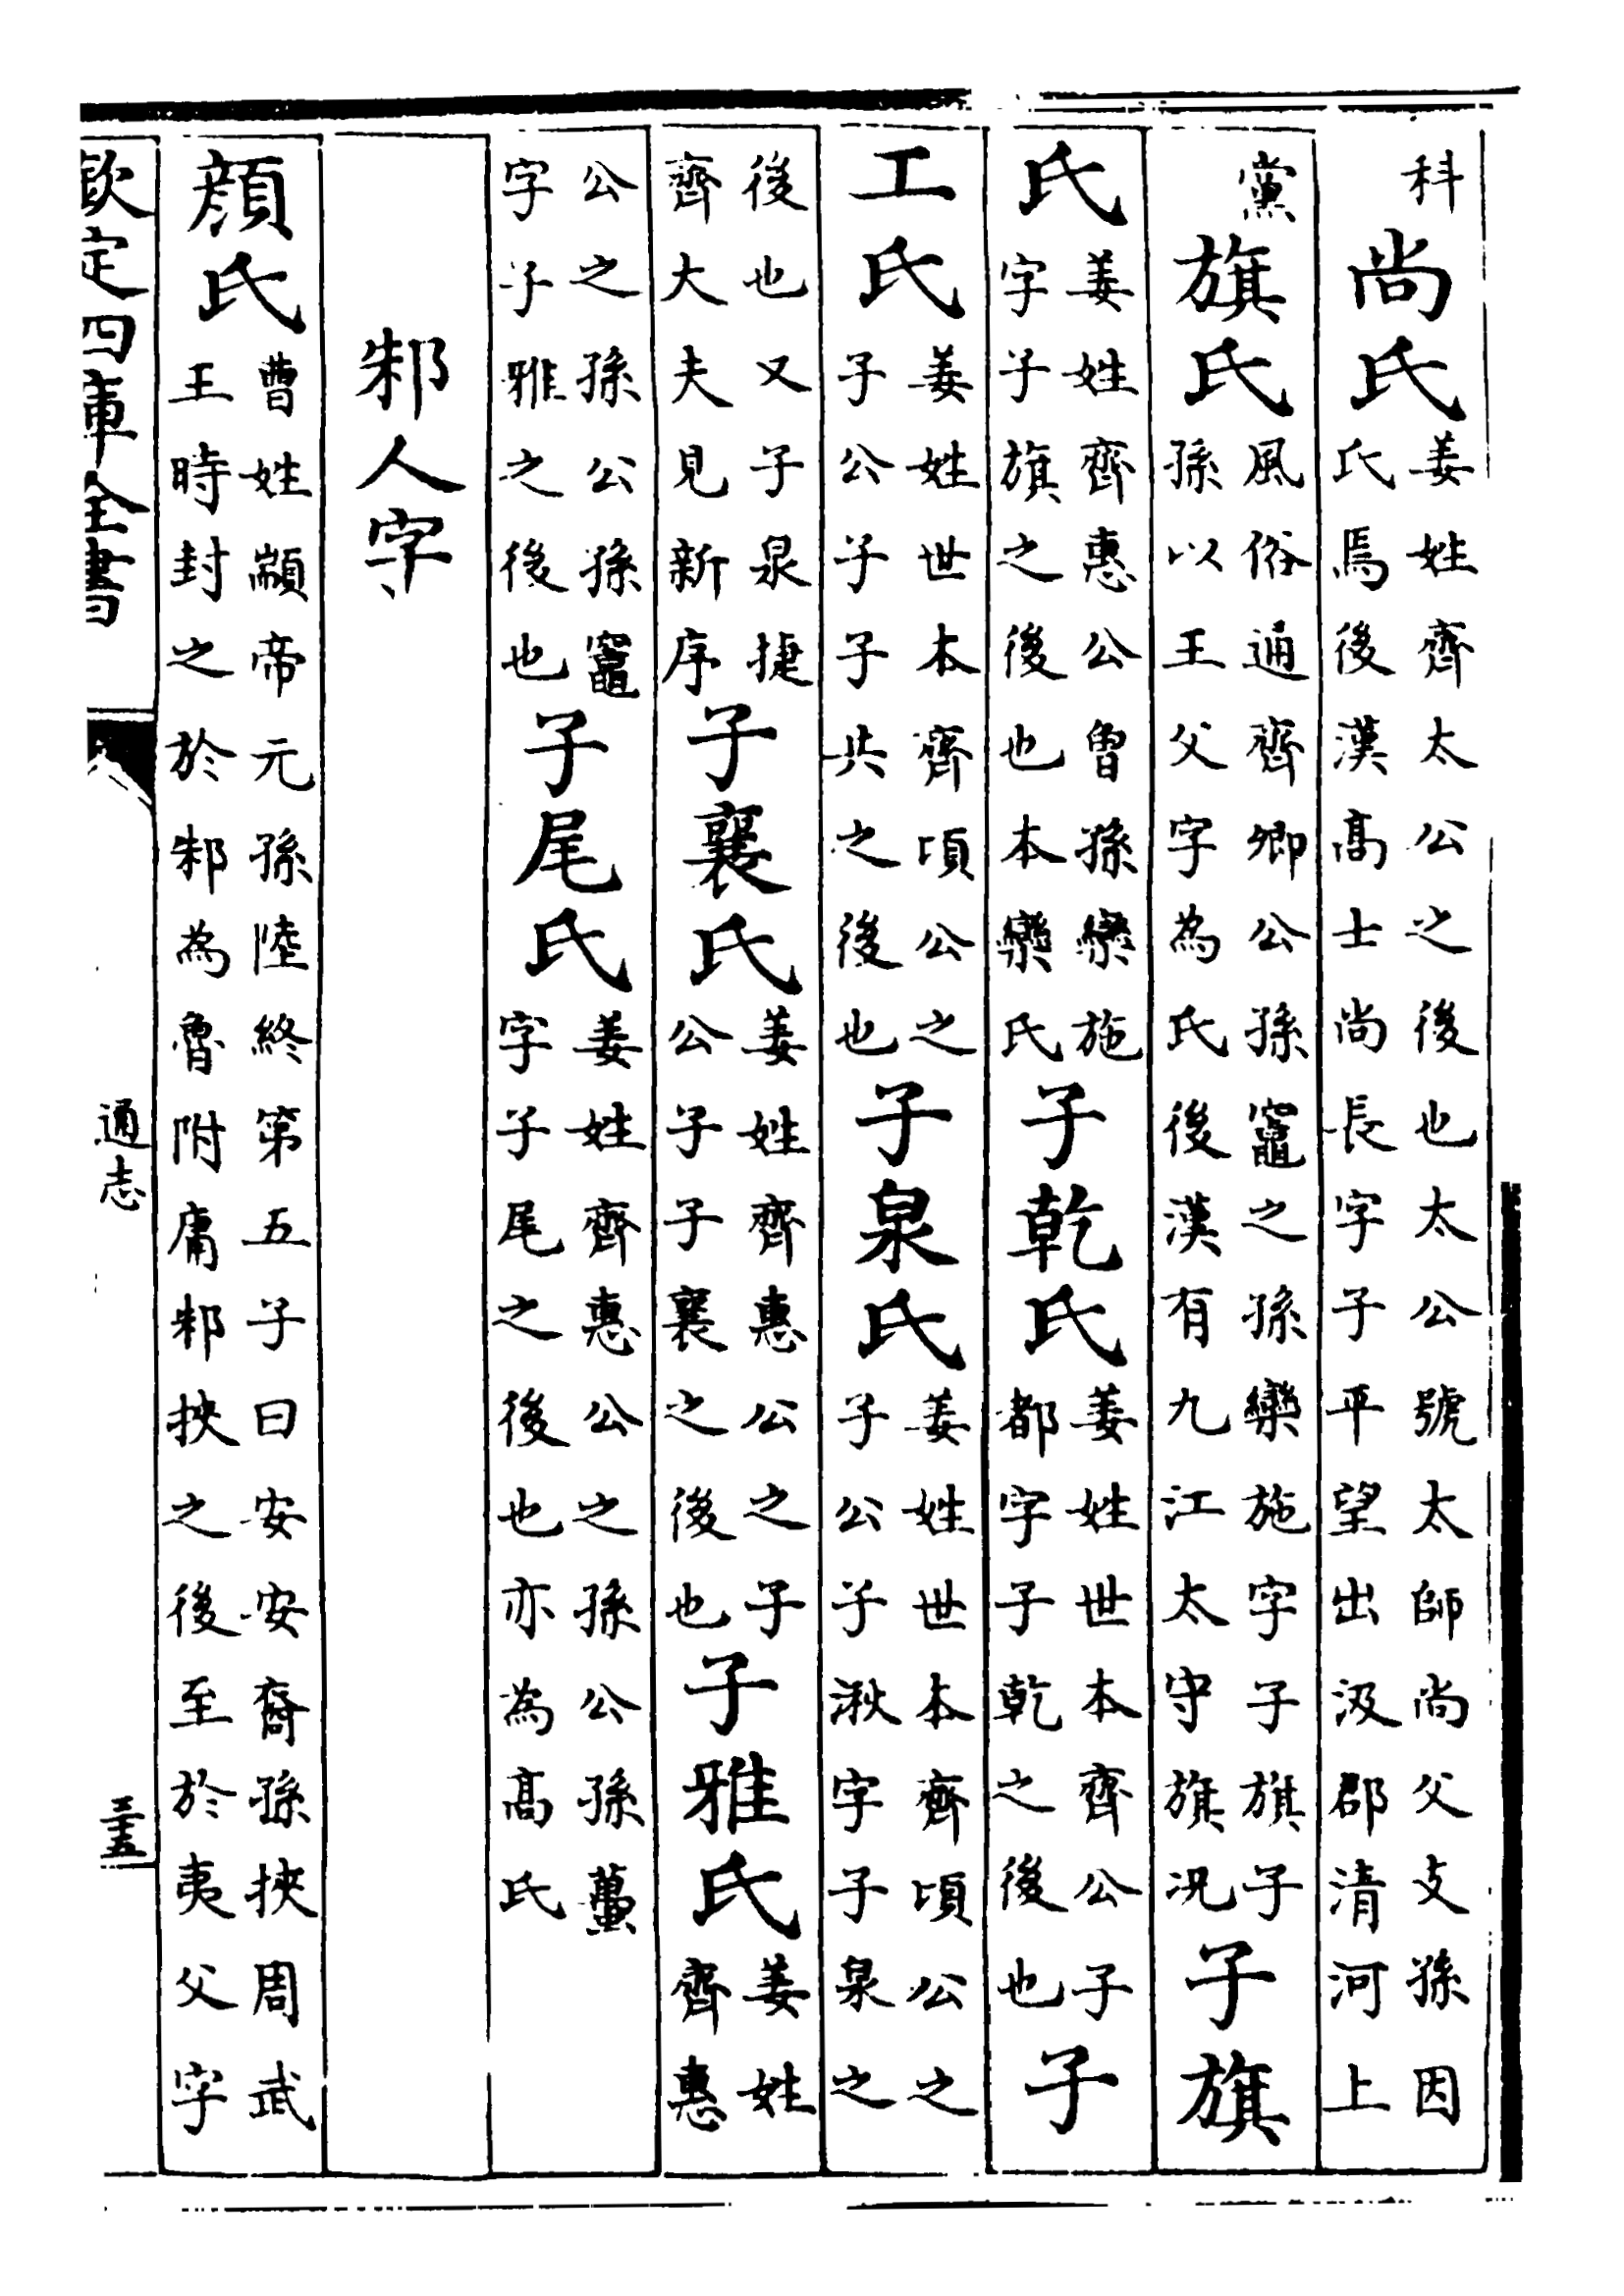 科尚氏姜姓齊太公之後也太公號太師尚父支孫因氏焉後漢髙士尚長字子平望出汲郡清河上
黨旗氏風俗通齊卿公孫竈之孫欒施字子旗子孫以王父字為氏後漢有九江太守旗况子旗
氏姜姓齊惠公曽孫欒施字子旗之後也本欒氏子乾氏姜姓世本齊公子都字子乾之後也子
工氏姜姓世本齊頃公之子公子子共之後也子泉氏姜姓世本齊頃公之子公子湫字子泉之
後也又子泉捷齊大夫見新序子襄氏姜姓齊惠公之子公子子襄之後也子雅氏姜姓齊惠
公之孫公孫竈字子雅之後也子尾氏姜姓齊惠公之孫公孫蠆字子尾之後也亦為髙氏
邾人字
顔氏曹姓顓帝元孫陸終第五子曰安安裔孫挾周武王時封之於邾為魯附庸邾挾之後至於夷父字
欽定四庫全書
通志
三十五